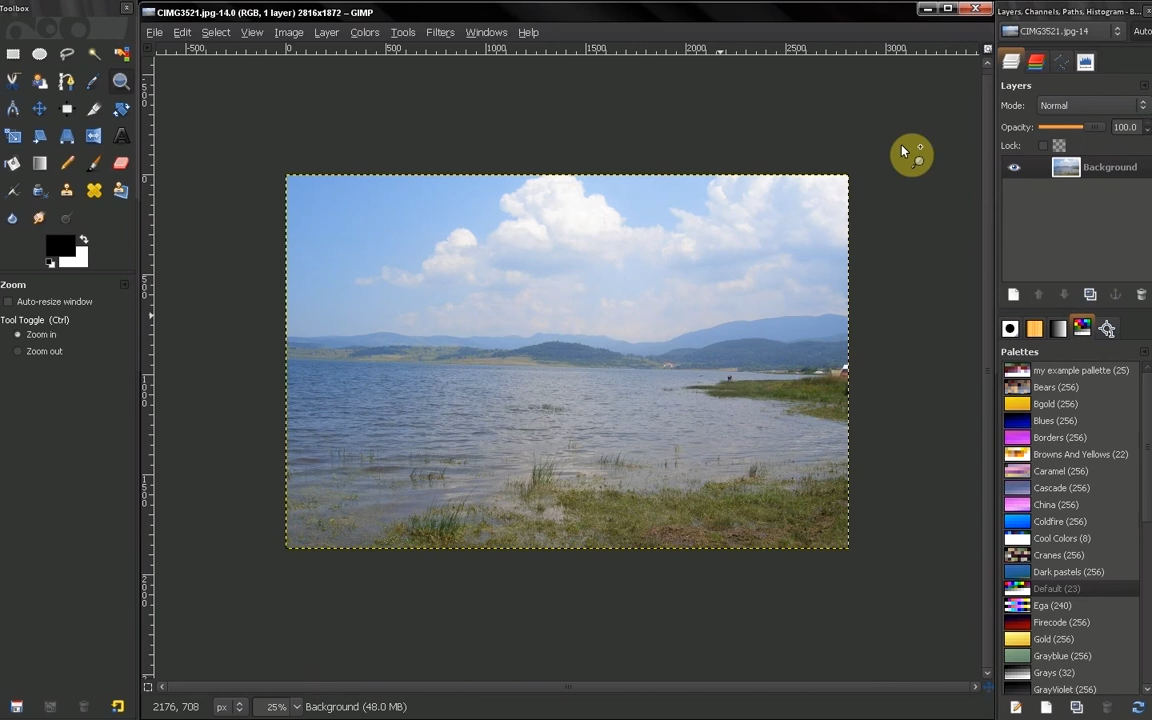 Toolbox
CIMG3521.jpg-14.0 (RGB, 1 layer) 2816x1872 – GIMP
Layers, Channels, Paths, Histogram - B...
File Edit Select View Image Layer Colors Tools Filters Windows Help
CIMG3521.jpg-14
Auto
-500 0 500 1000 1500 2000 2500 3000
Layers
Mode: Normal
Opacity: 100.0
Lock:
Background
Zoom
Auto-resize window
Tool Toggle (Ctrl)
Zoom in
Zoom out
Palettes
my example pallette (25)
Bears (256)
Bgold (256)
Blues (256)
Borders (256)
Browns And Yellows (22)
Caramel (256)
Cascade (256)
China (256)
Coldfire (256)
Cool Colors (8)
Cranes (256)
Dark pastels (256)
Default (23)
Ega (240)
Firecode (256)
Gold (256)
Grayblue (256)
Grays (32)
GrayViolet (256)
2176, 708 px 25% Background (48.0 MB)